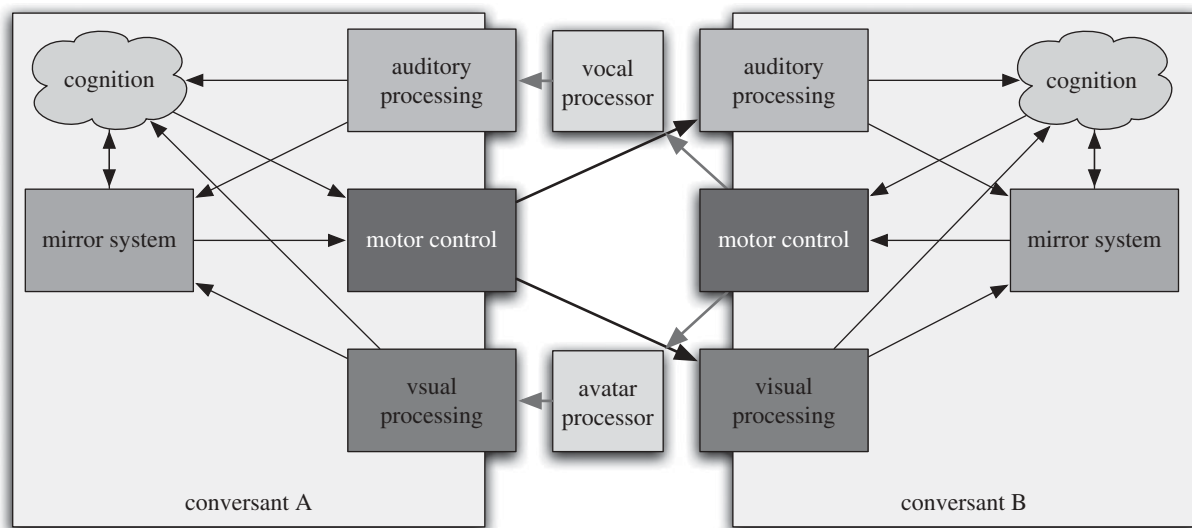 cognition
auditory
processing
vocal
processor
auditory
processing
cognition
mirror system
motor control
motor control
mirror system
vsual
processing
avatar
processor
visual
processing
conversant A
conversant B